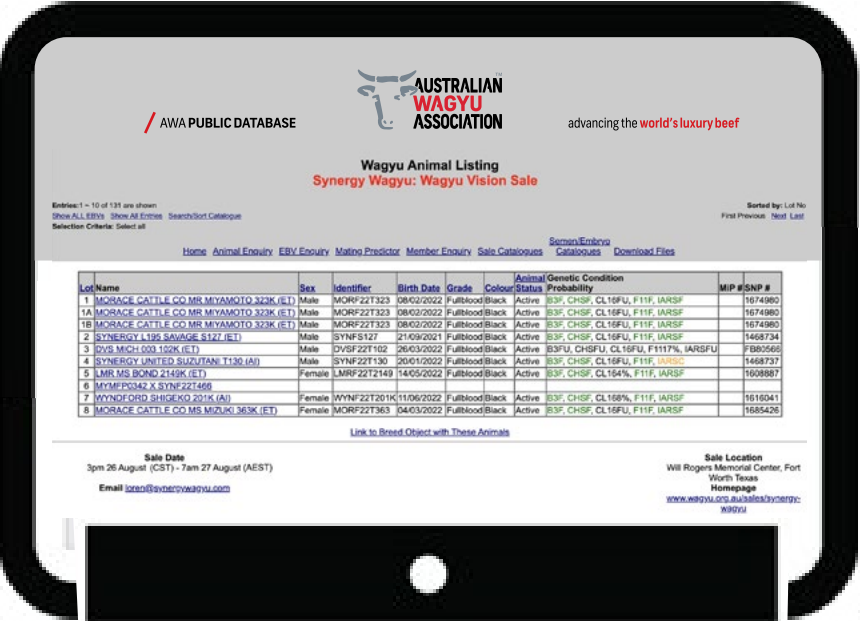 AUSTRALIAN
WAGYU
ASSOCIATION
/ AWA PUBLIC DATABASE
advancing the world's luxury beef
Wagyu Animal Listing
Synergy Wagyu: Wagyu Vision Sale
Entries:1 ~ 10 of 131 are shown
Sorted by: Lot No
Show ALL EBVs Show All Entries Search/Sort Catalogue
First Previous Next Last
Selection Criteria: Select all
Home Animal Enquiry EBV Enquiry Mating Predictor Member Enquiry Sale Catalogues Semen/Embryo Catalogues Download Files
Lot Name Sex Identifier Birth Date Grade Colour Animal Status Genetic Condition Probability MIP # SNP #
1 MORACE CATTLE CO MR MIYAMOTO 323K (ET) Male MORF22T323 08/02/2022 Fullblood Black Active B3F, CHSF, CL16FU, F11F, IARSF 1674980
1A MORACE CATTLE CO MR MIYAMOTO 323K (ET) Male MORF22T323 08/02/2022 Fullblood Black Active B3F, CHSF, CL16FU, F11F, IARSF 1674980
1B MORACE CATTLE CO MR MIYAMOTO 323K (ET) Male MORF22T323 08/02/2022 Fullblood Black Active B3F, CHSF, CL16FU, F11F, IARSF 1674980
2 SYNERGY L195 SAVAGE S127 (ET) Male SYNFS127 21/09/2021 Fullblood Black Active B3F, CHSF, CL16FU, F11F, IARSF 1468734
3 DVS MICH 003 102K (ET) Male DVSF22T102 26/03/2022 Fullblood Black Active B3FU, CHSFU, CL16FU, F1117%, IARSFU FB80566
4 SYNERGY UNITED SUZUTANI T130 (AI) Male SYNF22T130 20/01/2022 Fullblood Black Active B3F, CHSF, CL16FU, F11F, IARSC 1468737
5 LMR MS BOND 2149K (ET) Female LMRF22T2149 14/05/2022 Fullblood Black Active B3F, CHSF, CL164%, F11F, IARSF 1608887
6 MYMFP0342 X SYNF22T466
7 WYNDFORD SHIGEKO 201K (AI) Female WYNF22T201K 11/06/2022 Fullblood Black Active B3F, CHSF, CL168%, F11F, IARSF 1616041
8 MORACE CATTLE CO MS MIZUKI 363K (ET) Female MORF22T363 04/03/2022 Fullblood Black Active B3F, CHSF, CL16FU, F11F, IARSF 1685426
Link to Breed Object with These Animals
Sale Date
3pm 26 August (CST) - 7am 27 August (AEST)
Email loren@synergywagyu.com
Sale Location
Will Rogers Memorial Center, Fort
Worth Texas
Homepage
www.wagyu.org.au/sales/synergy-
wagyu